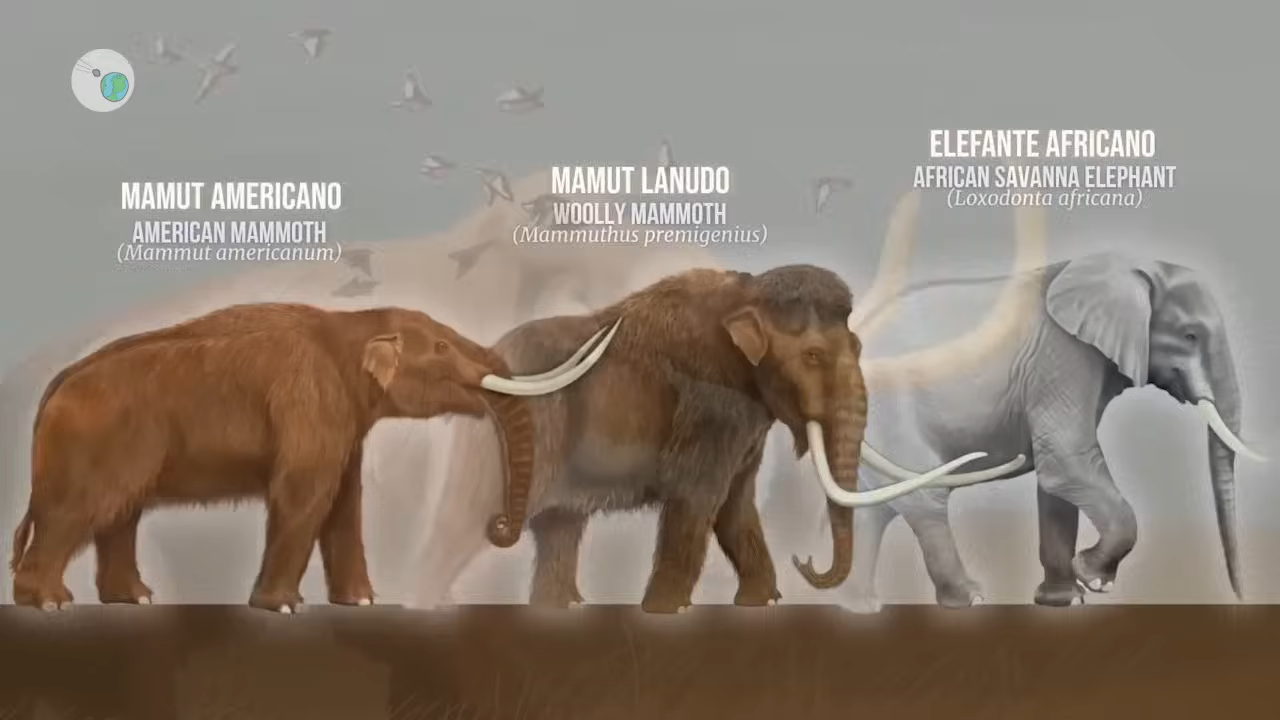 MAMUT AMERICANO
AMERICAN MAMMOTH
(Mammut americanum)
MAMUT LANUDO
WOOLLY MAMMOTH
(Mammuthus premigenius)
ELEFANTE AFRICANO
AFRICAN SAVANNA ELEPHANT
(Loxodonta africana)